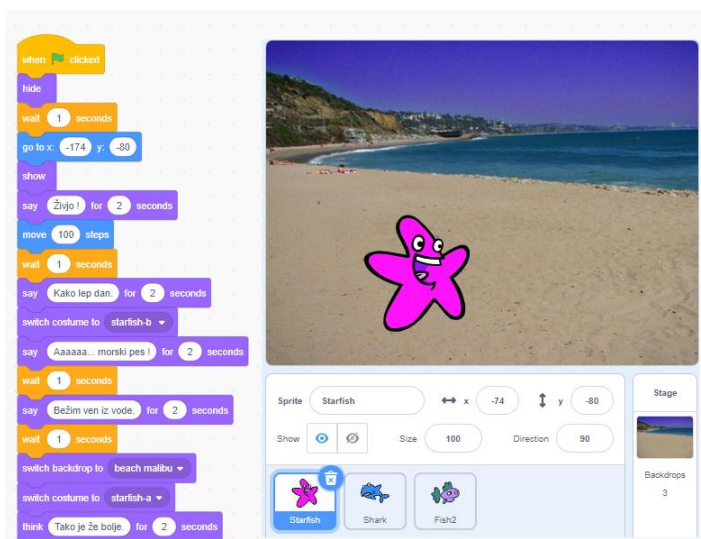 when clicked
hide
wait 1 seconds
go to x: -174 y: -80
show
say Živjo ! for 2 seconds
move 100 steps
wait 1 seconds
say Kako lep dan. for 2 seconds
switch costume to starfish-b
say Aaaaaa... morski pes ! for 2 seconds
wait 1 seconds
say Bežim ven iz vode. for 2 seconds
wait 1 seconds
switch backdrop to beach malibu
switch costume to starfish-a
think Tako je že bolje. for 2 seconds
Sprite Starfish x -74 y -80
Show Size 100 Direction 90
Starfish
Shark
Fish2
Stage
Backdrops
3